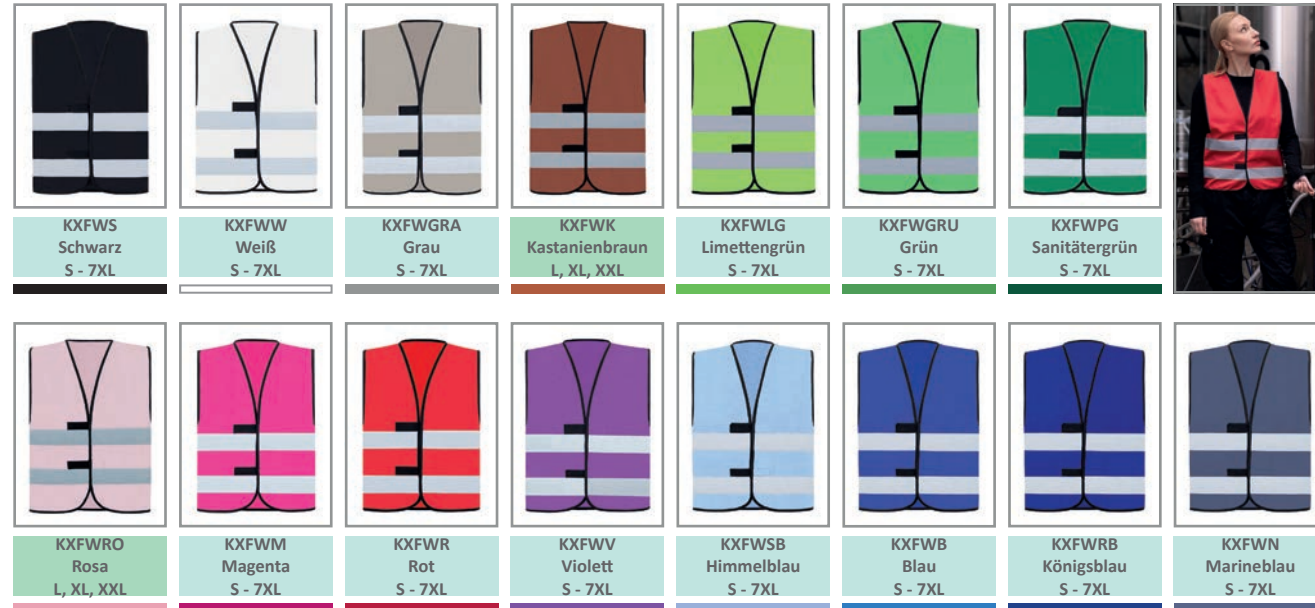 KXFWS
Schwarz
S - 7XL
KXFWW
Weiß
S - 7XL
KXFWGRA
Grau
S - 7XL
KXFWK
Kastanienbraun
L, XL, XXL
KXFWLG
Limettengrün
S - 7XL
KXFWGRU
Grün
S - 7XL
KXFWPG
Sanitätergrün
S - 7XL
KXFWRO
Rosa
L, XL, XXL
KXFWM
Magenta
S - 7XL
KXFWR
Rot
S - 7XL
KXFWV
Violett
S - 7XL
KXFWSB
Himmelblau
S - 7XL
KXFWB
Blau
S - 7XL
KXFWRB
Königsblau
S - 7XL
KXFWN
Marineblau
S - 7XL